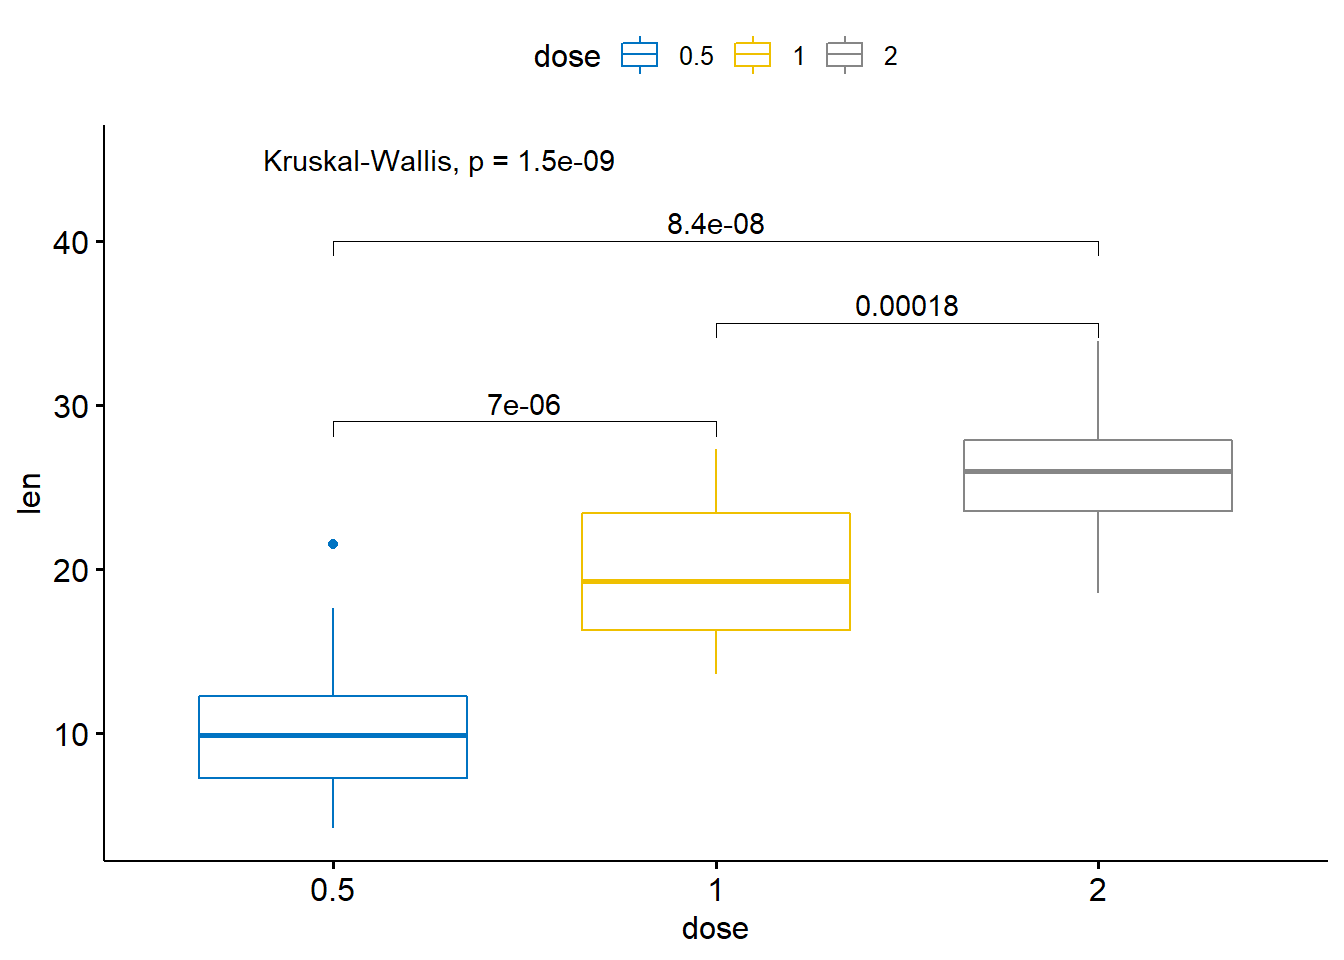 dose 0.5 1 2
Kruskal-Wallis, p = 1.5e-09
8.4e-08
0.00018
7e-06
40
30
20
10
len
0.5 1 2
dose